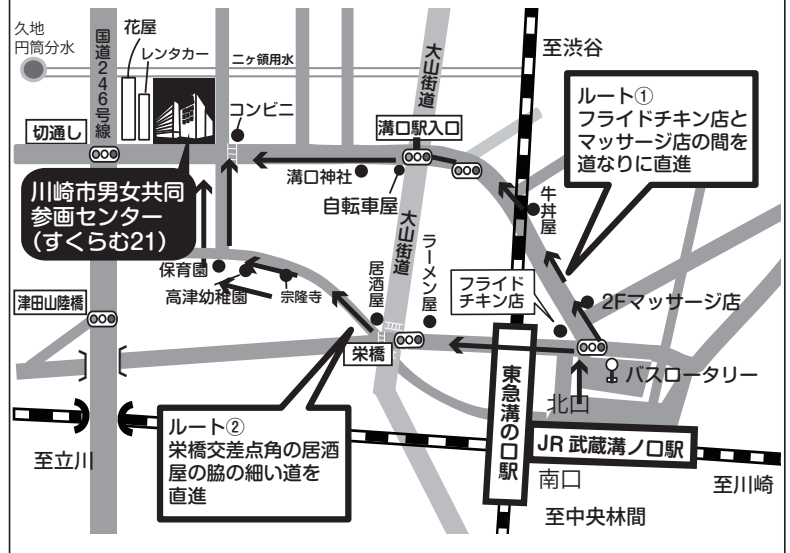 久地
円筒分水
国道246号線
花屋
レンタカー
二ヶ領用水
大山街道
至渋谷
ルート①
フライドチキン店と
マッサージ店の間を
道なりに直進
切通し
コンビニ
溝口駅入口
川崎市男女共同
参画センター
(すくらむ21)
溝口神社
自転車屋
牛丼屋
大山街道
ラーメン屋
居酒屋
保育園
高津幼稚園
宗隆寺
フライド
チキン店
2Fマッサージ店
津田山陸橋
栄橋
バスロータリー
東急溝の口駅
北口
ルート②
栄橋交差点角の居酒
屋の脇の細い道を
直進
JR 武蔵溝ノ口駅
至立川
南口
至川崎
至中央林間